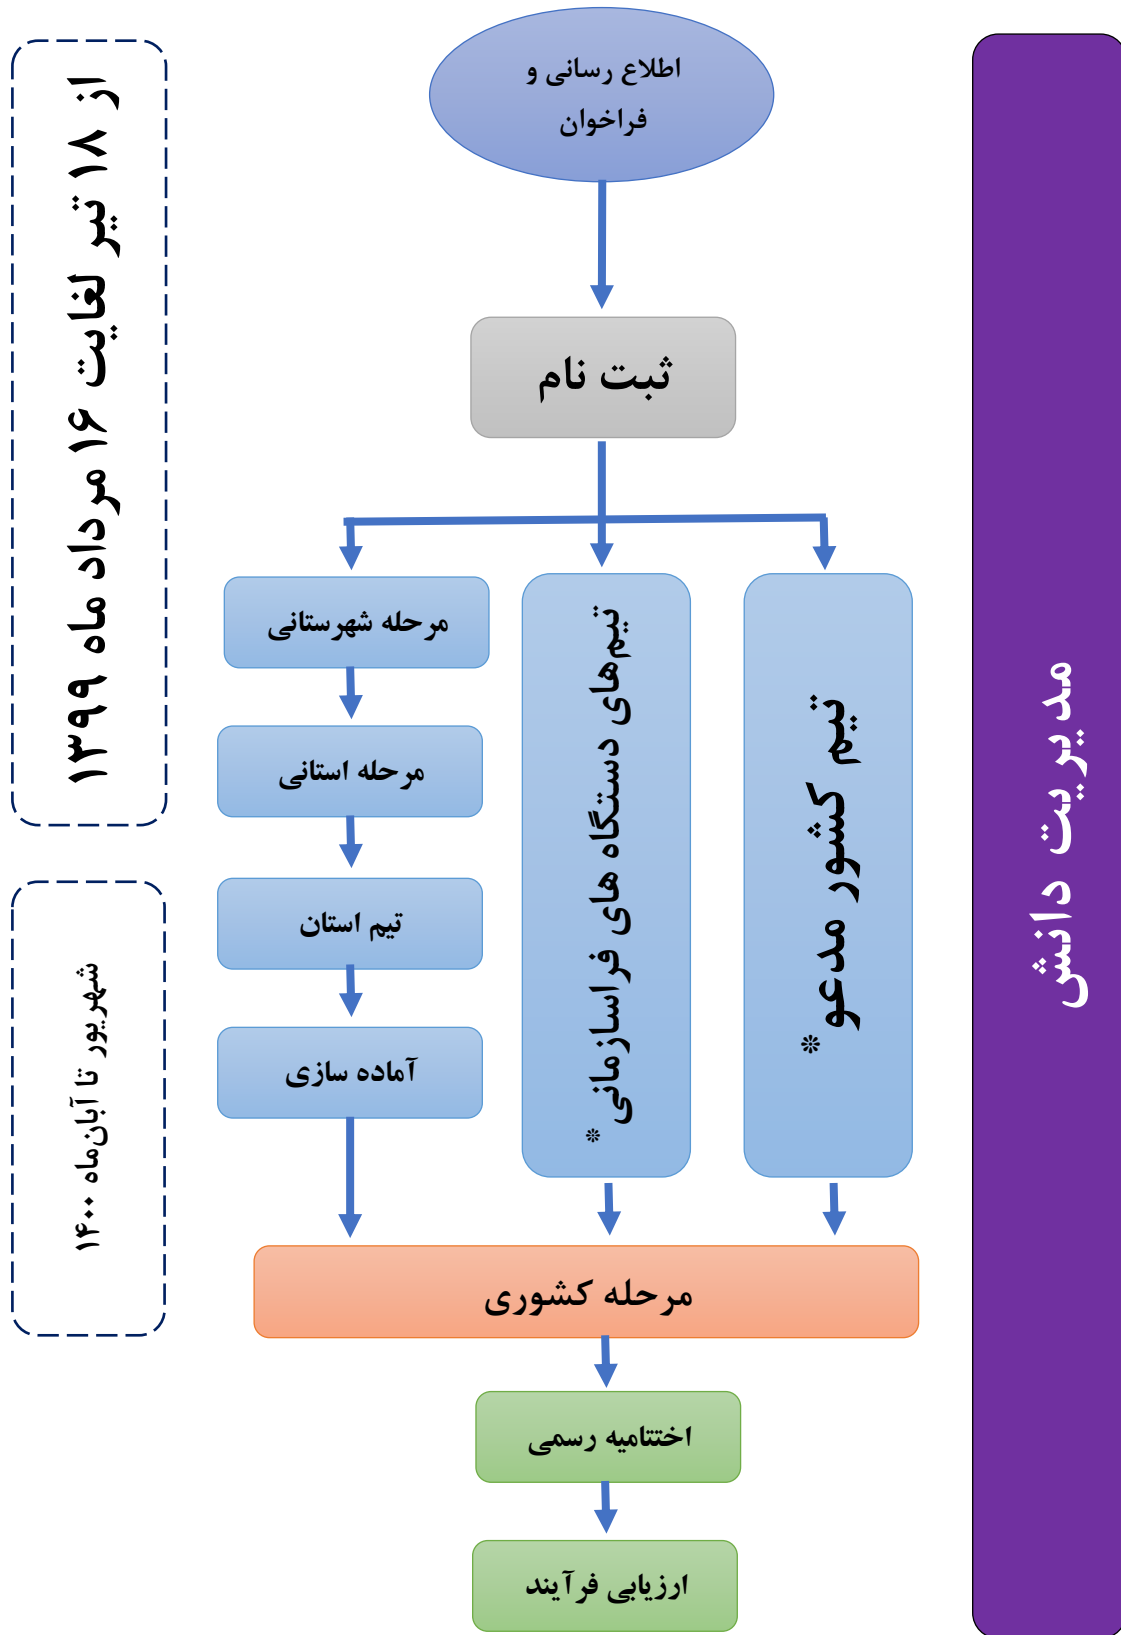 اطلاع رسانی و
فراخوان
ثبت نام
مرحله شهرستانی
مرحله استانی
تیم استان
آماده سازی
تیم‌های دستگاه های فراسازمانی*
تیم کشور مدعو*
مرحله کشوری
اختتامیه رسمی
ارزیابی فرآیند
مدیریت دانش
از ۱۸ تیر لغایت ۱۶ مرداد ماه ۱۳۹۹
شهریور تا آبان‌ماه ۱۴۰۰